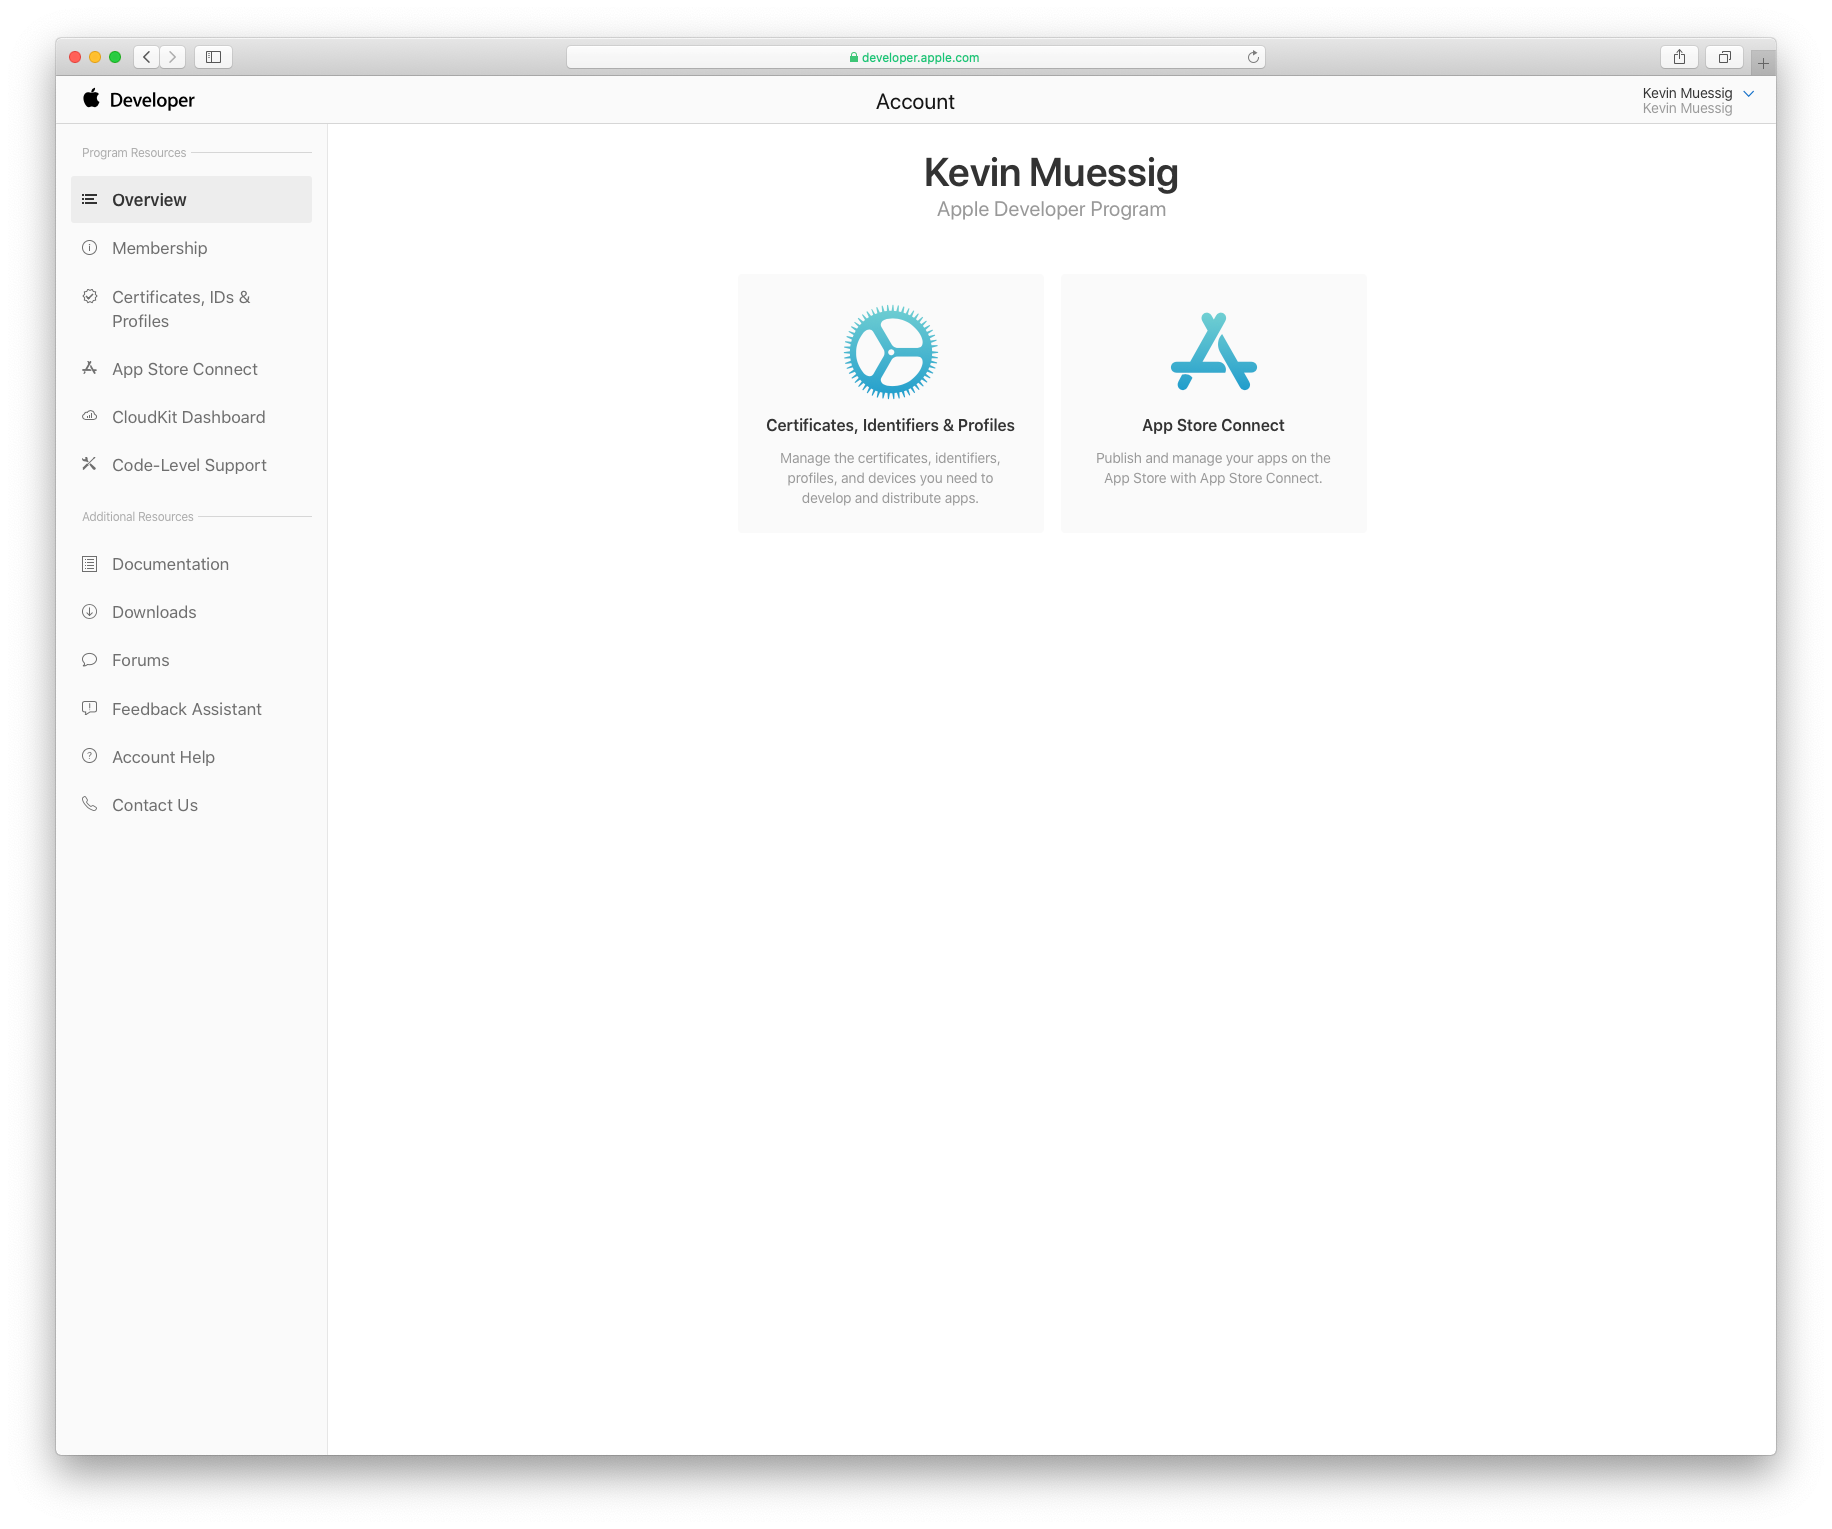 developer.apple.com
Developer
Account
Kevin Muessig
Kevin Muessig
Program Resources
Overview
Membership
Certificates, IDs &
Profiles
App Store Connect
CloudKit Dashboard
Code-Level Support
Additional Resources
Documentation
Downloads
Forums
Feedback Assistant
Account Help
Contact Us
Kevin Muessig
Apple Developer Program
Certificates, Identifiers & Profiles
Manage the certificates, identifiers,
profiles, and devices you need to
develop and distribute apps.
App Store Connect
Publish and manage your apps on the
App Store with App Store Connect.